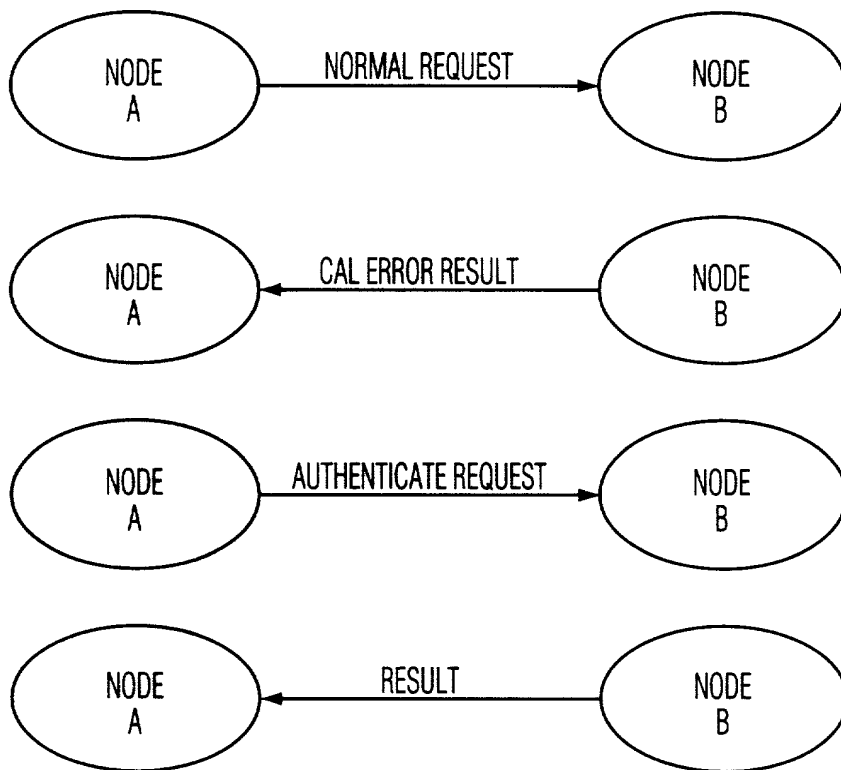 NODE
A
NORMAL REQUEST
NODE
B
NODE
A
CAL ERROR RESULT
NODE
B
NODE
A
AUTHENTICATE REQUEST
NODE
B
NODE
A
RESULT
NODE
B